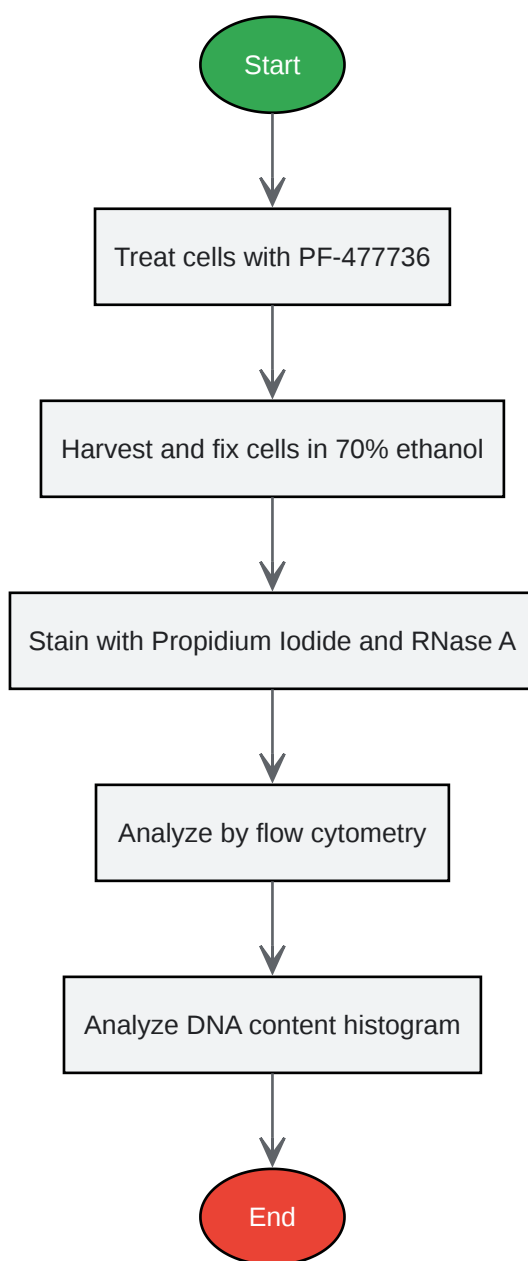 Start
Treat cells with PF-477736
Harvest and fix cells in 70% ethanol
Stain with Propidium Iodide and RNase A
Analyze by flow cytometry
Analyze DNA content histogram
End